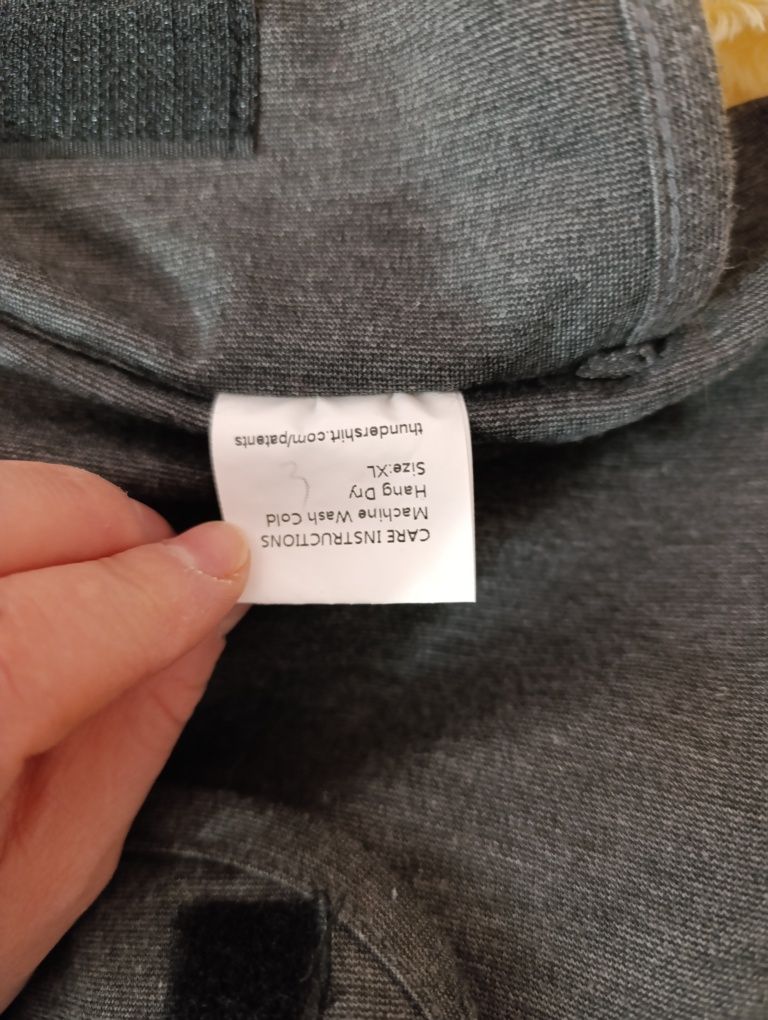 CARE INSTRUCTIONS
Machine Wash Cold
Hang Dry
Size:XL
thundershirt.com/patents